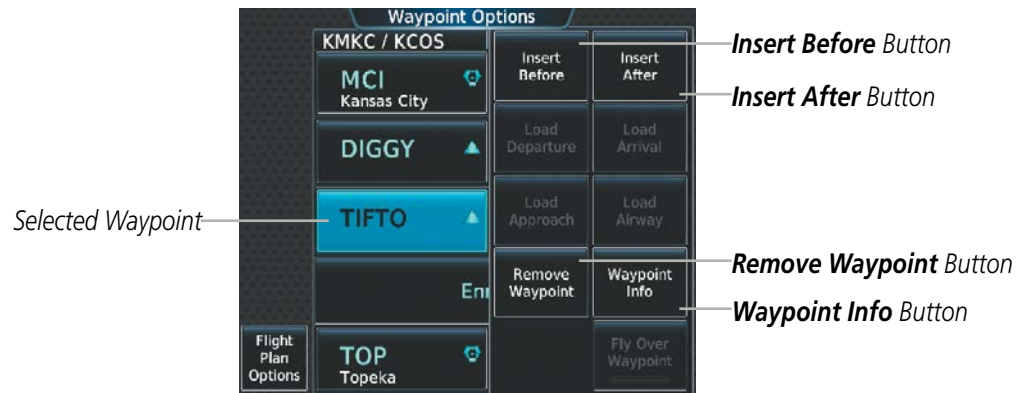 Waypoint Options
KMKC / KCOS
Insert
Before
Insert
After
Insert Before Button
Insert After Button
MCI
Kansas City
DIGGY
Load
Departure
Load
Arrival
Selected Waypoint
TIFTO
Load
Approach
Load
Airway
Remove
Waypoint
Waypoint
Info
Remove Waypoint Button
Waypoint Info Button
Enr
Flight
Plan
Options
TOP
Topeka
Fly Over
Waypoint